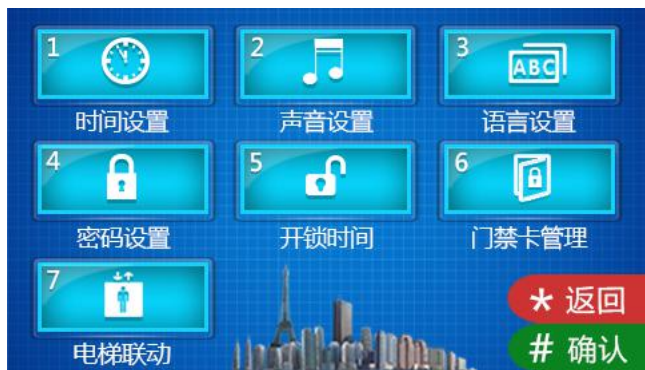 1 2 3
ABC
时间设置 声音设置 语言设置
4 5 6
密码设置 开锁时间 门禁卡管理
7
* 返回
电梯联动 # 确认